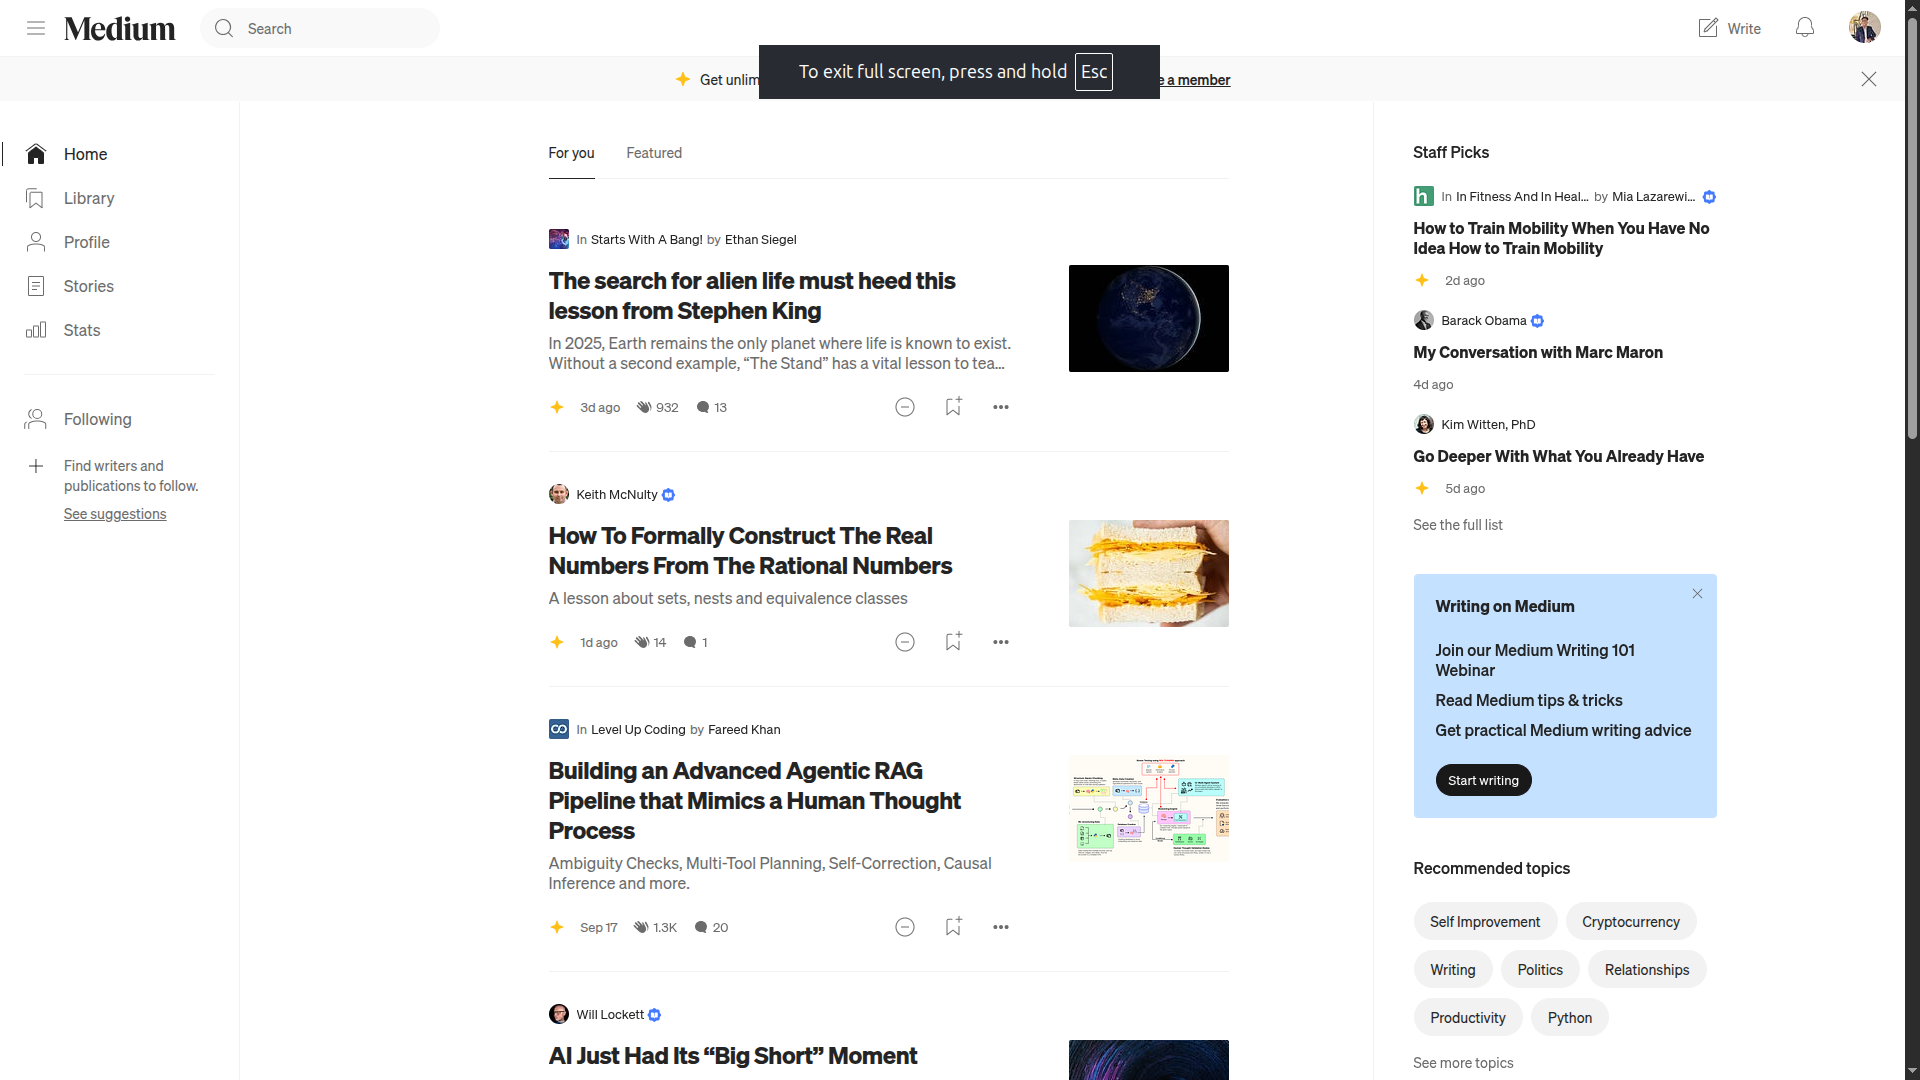 Medium
Search
Write
To exit full screen, press and hold Esc
Get unlim
e a member
Home
Library
Profile
Stories
Stats
Following
Find writers and
publications to follow.
See suggestions
For you
Featured
In Starts With A Bang! by Ethan Siegel
The search for alien life must heed this
lesson from Stephen King
In 2025, Earth remains the only planet where life is known to exist.
Without a second example, “The Stand” has a vital lesson to tea…
3d ago
932
13
Keith McNulty
How To Formally Construct The Real
Numbers From The Rational Numbers
A lesson about sets, nests and equivalence classes
1d ago
14
1
In Level Up Coding by Fareed Khan
Building an Advanced Agentic RAG
Pipeline that Mimics a Human Thought
Process
Ambiguity Checks, Multi-Tool Planning, Self-Correction, Causal
Inference and more.
Sep 17
1.3K
20
Will Lockett
AI Just Had Its “Big Short” Moment
Staff Picks
In In Fitness And In Heal… by Mia Lazarewi…
How to Train Mobility When You Have No
Idea How to Train Mobility
2d ago
Barack Obama
My Conversation with Marc Maron
4d ago
Kim Witten, PhD
Go Deeper With What You Already Have
5d ago
See the full list
Writing on Medium
Join our Medium Writing 101
Webinar
Read Medium tips & tricks
Get practical Medium writing advice
Start writing
Recommended topics
Self Improvement
Cryptocurrency
Writing
Politics
Relationships
Productivity
Python
See more topics